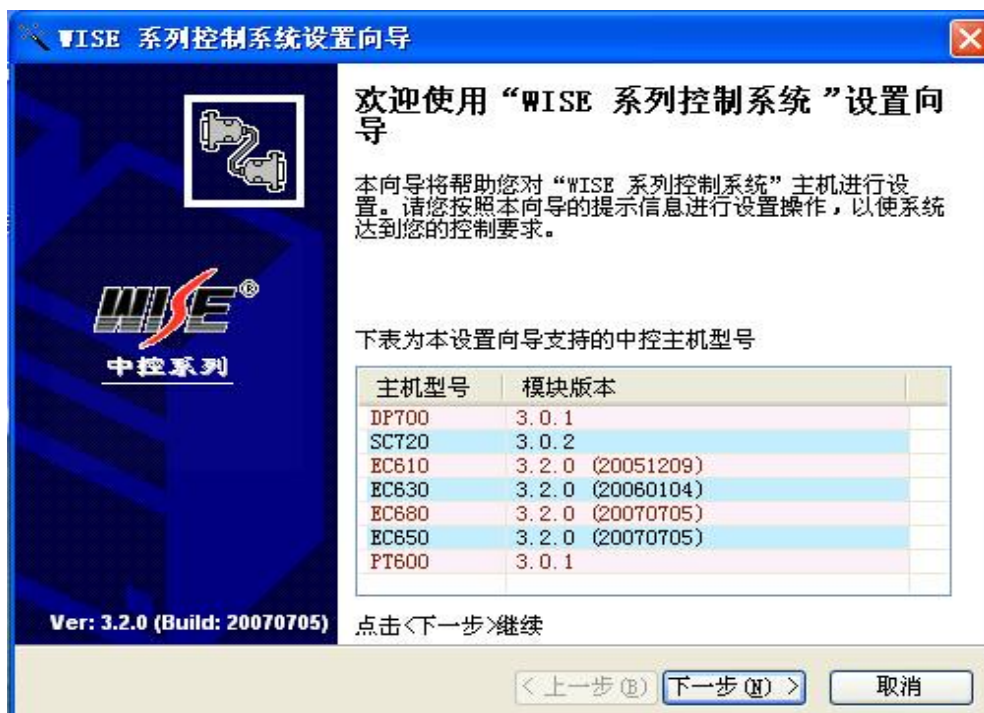 WISE 系列控制系统设置向导
欢迎使用“WISE 系列控制系统”设置向
导
本向导将帮助您对“WISE 系列控制系统”主机进行设
置。请您按照本向导的提示信息进行设置操作，以使系统
达到您的控制要求。
WISE®
中控系列
下表为本设置向导支持的中控主机型号
主机型号 模块版本
DP700 3.0.1
SC720 3.0.2
EC610 3.2.0 (20051209)
EC630 3.2.0 (20060104)
EC680 3.2.0 (20070705)
EC650 3.2.0 (20070705)
PT600 3.0.1
Ver: 3.2.0 (Build: 20070705)
点击<下一步>继续
< 上一步(B) 下一步(N) > 取消